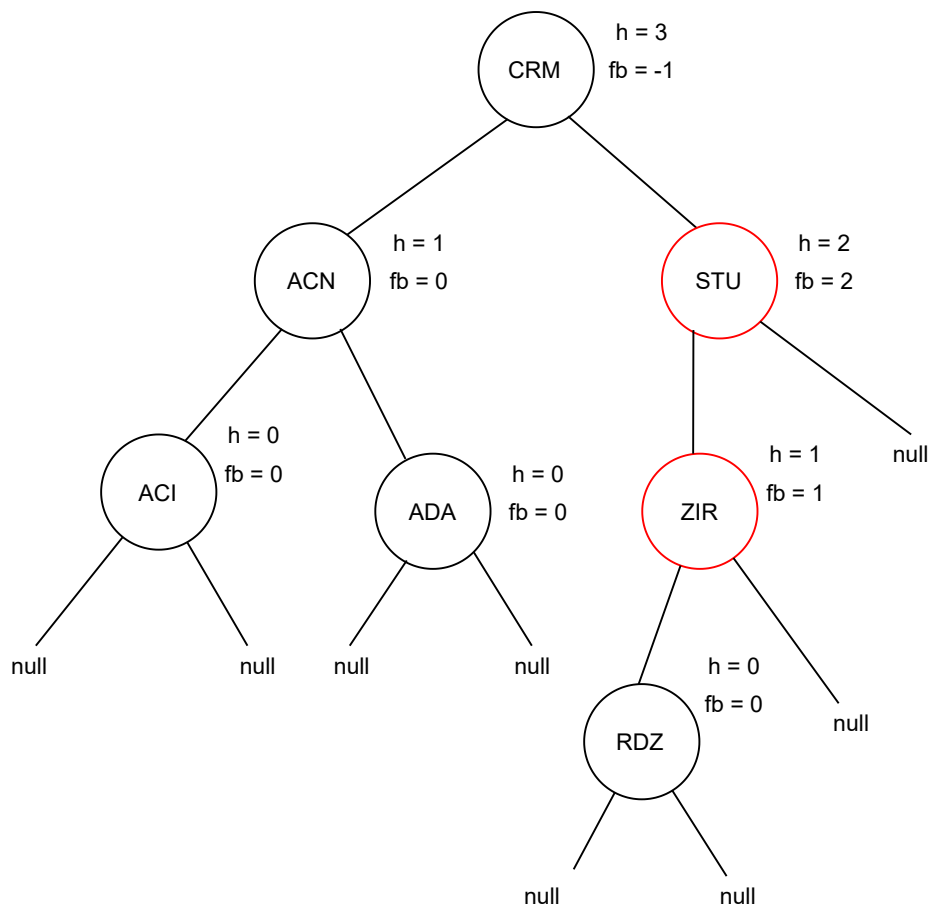 h = 3
CRM
fb = -1
h = 1
fb = 0
ACN
h = 2
fb = 2
STU
h = 0
fb = 0
ACI
h = 0
fb = 0
ADA
h = 1
fb = 1
ZIR
null
null
null
null
null
h = 0
fb = 0
RDZ
null
null
null